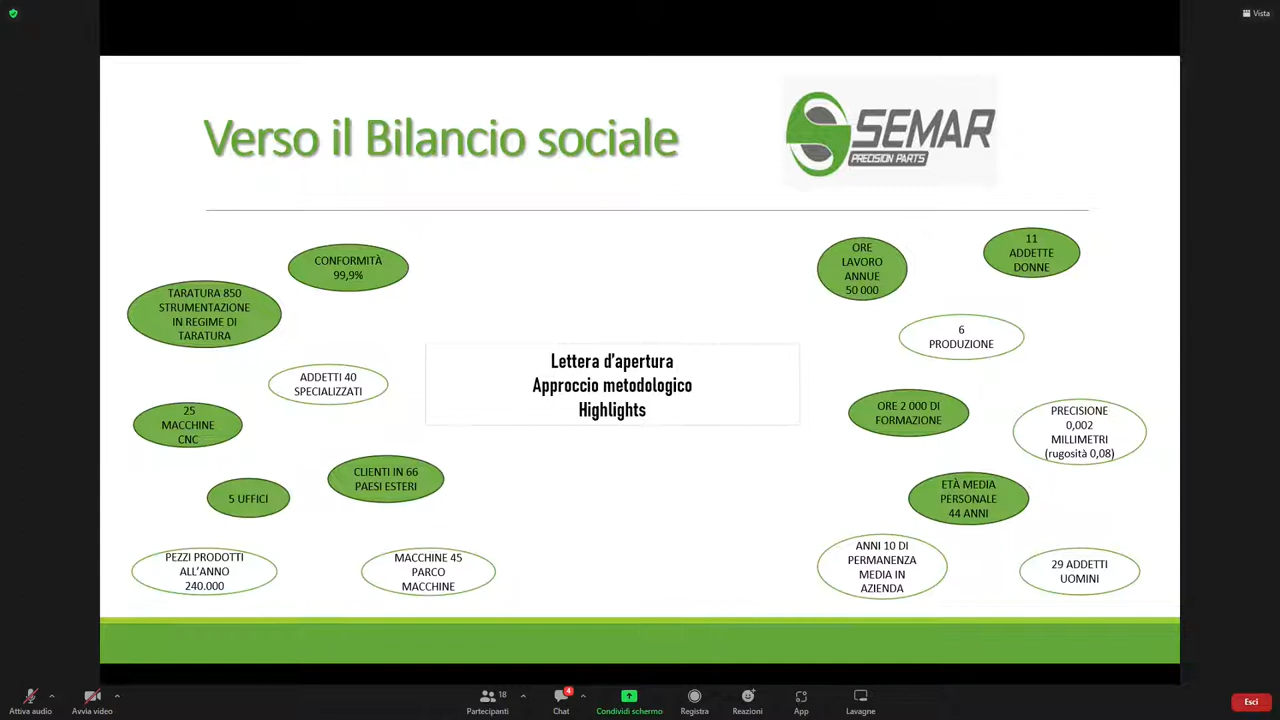 Vista
Verso il Bilancio sociale
SEMAR
PRECISION PARTS
CONFORMITÀ
99,9%
TARATURA 850
STRUMENTAZIONE
IN REGIME DI
TARATURA
ADDETTI 40
SPECIALIZZATI
25
MACCHINE
CNC
CLIENTI IN 66
PAESI ESTERI
5 UFFICI
PEZZI PRODOTTI
ALL'ANNO
240.000
MACCHINE 45
PARCO
MACCHINE
Lettera d'apertura
Approccio metodologico
Highlights
ORE
LAVORO
ANNUE
50 000
11
ADDETTE
DONNE
6
PRODUZIONE
ORE 2 000 DI
FORMAZIONE
PRECISIONE
0,002
MILLIMETRI
(rugosità 0,08)
ETÀ MEDIA
PERSONALE
44 ANNI
ANNI 10 DI
PERMANENZA
MEDIA IN
AZIENDA
29 ADDETTI
UOMINI
Attiva audio
Avvia video
18
Partecipanti
4
Chat
Condividi schermo
Registra
Reazioni
App
Lavagne
Esci